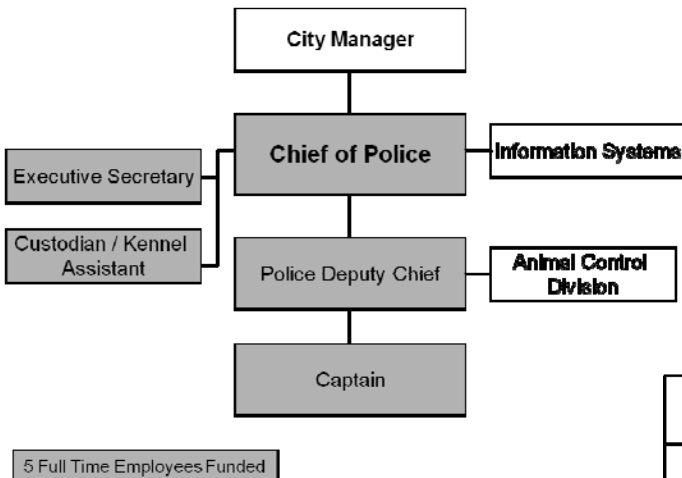 City Manager
Chief of Police
Information Systems
Executive Secretary
Custodian / Kennel
Assistant
Police Deputy Chief
Animal Control
Division
Captain
5 Full Time Employees Funded